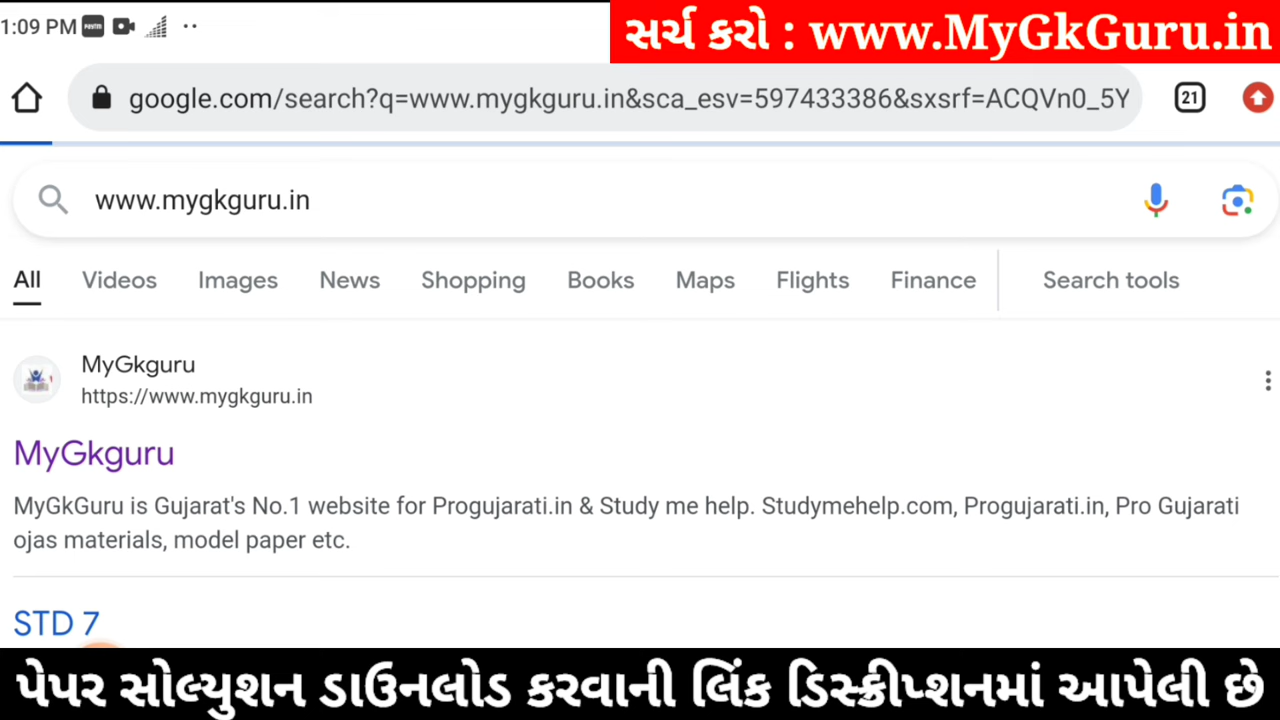 1:09 PM
સર્ચ કરો : www.MyGkGuru.in
google.com/search?q=www.mygkguru.in&sca_esv=597433386&sxsrf=ACQVn0_5Y
21
www.mygkguru.in
All Videos Images News Shopping Books Maps Flights Finance Search tools
MyGkguru
https://www.mygkguru.in
MyGkguru
MyGkGuru is Gujarat's No.1 website for Progujarati.in & Study me help. Studymehelp.com, Progujarati.in, Pro Gujarati
ojas materials, model paper etc.
STD 7
પેપર સોલ્યુશન ડાઉનલોડ કરવાની લિંક ડિસ્ક્રીપ્શનમાં આપેલી છે